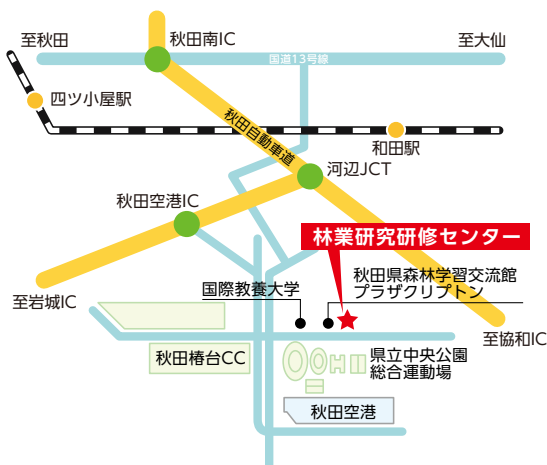 秋田南IC
至秋田
至大仙
国道13号線
四ツ小屋駅
秋田自動車道
和田駅
河辺JCT
秋田空港IC
林業研究研修センター
秋田県森林学習交流館
プラザクリプトン
国際教養大学
至岩城IC
至協和IC
秋田椿台CC
県立中央公園
総合運動場
秋田空港